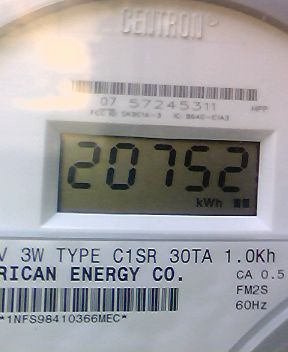 CENTRON®
07 57245311
20752
kWh
V 3W TYPE C1SR 30TA 1.0Kh
RICAN ENERGY CO.
CA 0.5
FM2S
60Hz
*1NFS98410366MEC*